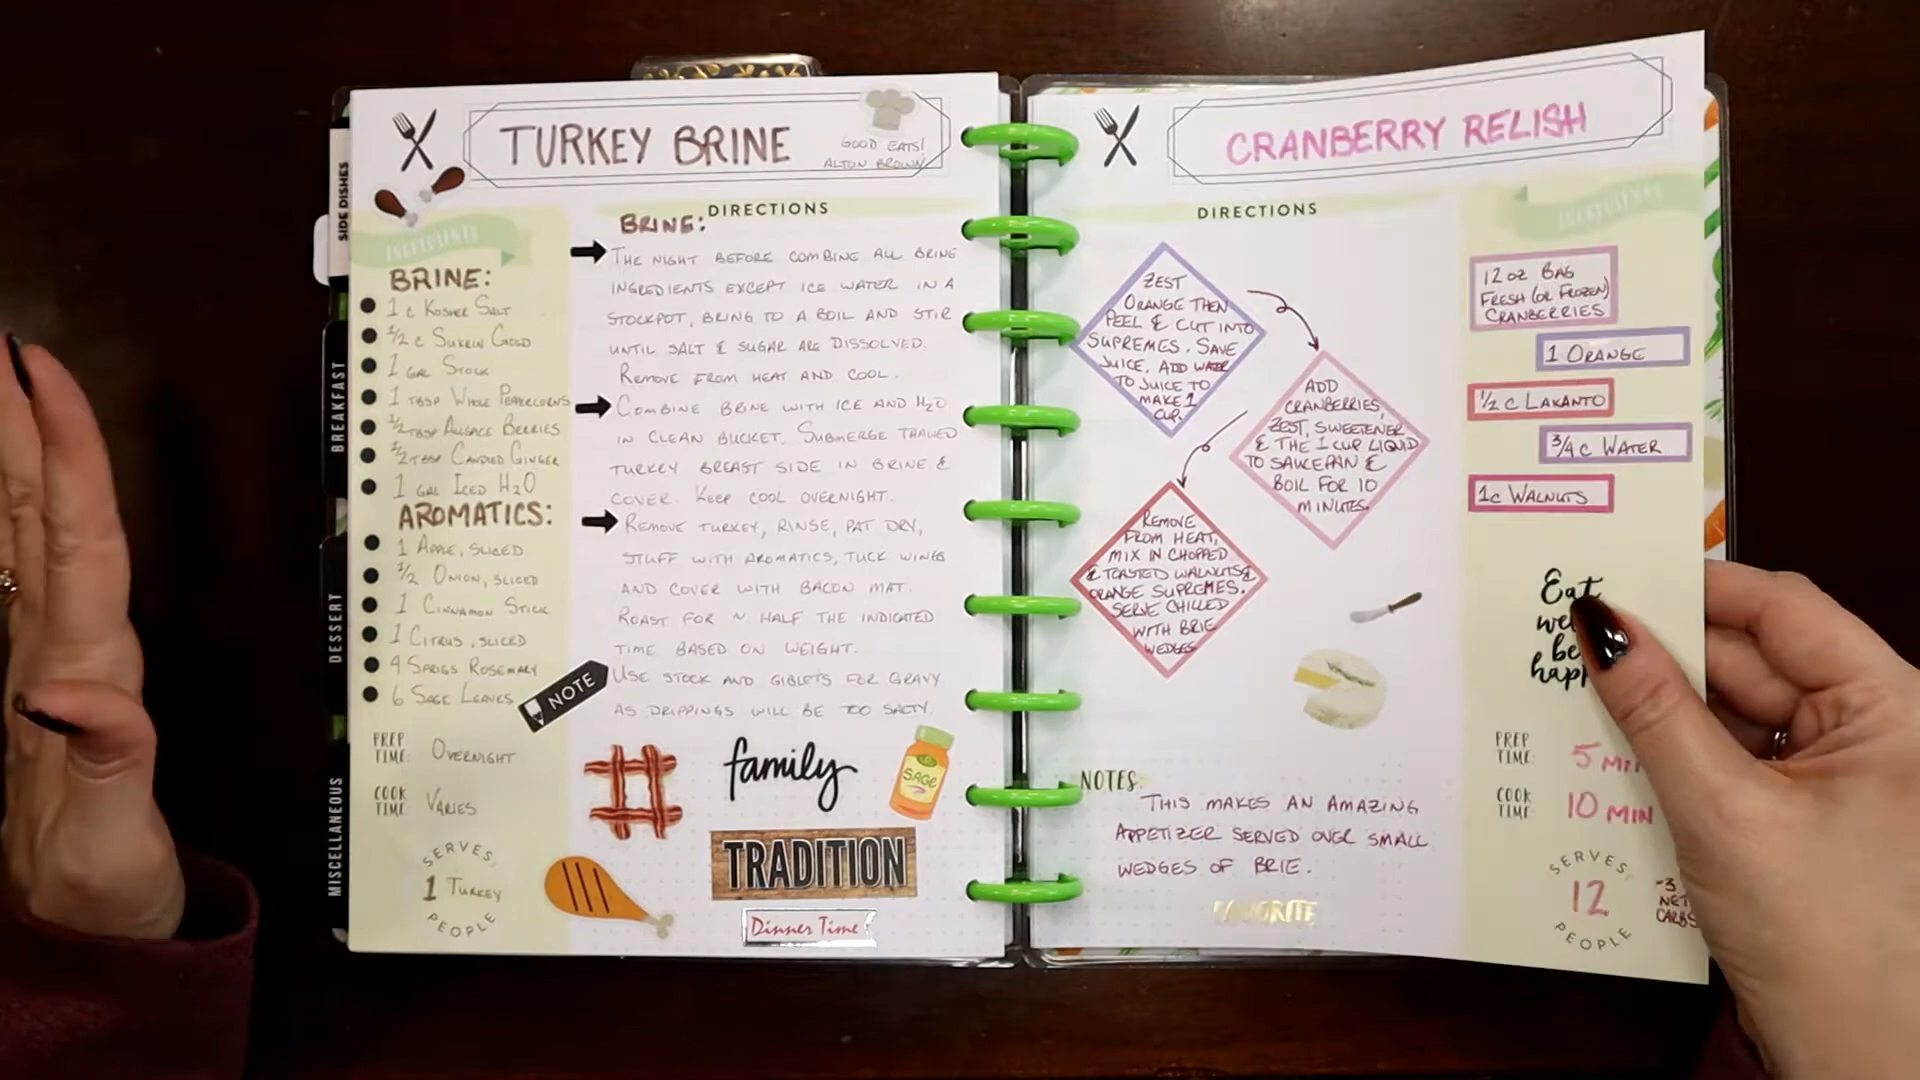 SIDE DISHES
BREAKFAST
DESSERT
MISCELLANEOUS
TURKEY BRINE
GOOD EATS!
ALTON BROWN
INGREDIENTS
BRINE:
1 C KOSHER SALT
1/2 C SUKRIN GOLD
1 GAL STOCK
1 TBSP WHOLE PEPPERCORNS
1/2 TBSP ALLSPICE BERRIES
1/2 TBSP CANDIED GINGER
1 GAL ICED H2O
AROMATICS:
1 APPLE, SLICED
1/2 ONION, SLICED
1 CINNAMON STICK
1 CITRUS, SLICED
4 SPRIGS ROSEMARY
6 SAGE LEAVES
PREP TIME: OVERNIGHT
COOK TIME: VARIES
SERVES:
1 TURKEY
PEOPLE
DIRECTIONS
BRINE:
THE NIGHT BEFORE COMBINE ALL BRINE
INGREDIENTS EXCEPT ICE WATER IN A
STOCKPOT, BRING TO A BOIL AND STIR
UNTIL SALT & SUGAR ARE DISSOLVED.
REMOVE FROM HEAT AND COOL.
COMBINE BRINE WITH ICE AND H2O
IN CLEAN BUCKET. SUBMERGE THAWED
TURKEY BREAST SIDE IN BRINE &
COVER. KEEP COOL OVERNIGHT.
REMOVE TURKEY, RINSE, PAT DRY,
STUFF WITH AROMATICS, TUCK WINGS
AND COVER WITH BACON MAT.
ROAST FOR ~ HALF THE INDICATED
TIME BASED ON WEIGHT.
NOTE
USE STOCK AND GIBLETS FOR GRAVY
AS DRIPPINGS WILL BE TOO SALTY.
family
SAGE
TRADITION
Dinner Time
CRANBERRY RELISH
DIRECTIONS
ZEST
ORANGE THEN
PEEL & CUT INTO
SUPREMES. SAVE
JUICE. ADD WATER
TO JUICE TO
MAKE 1
CUP.
ADD
CRANBERRIES,
ZEST, SWEETENER
& THE 1 CUP LIQUID
TO SAUCEPAN &
BOIL FOR 10
MINUTES.
REMOVE
FROM HEAT,
MIX IN CHOPPED
& TOASTED WALNUTS &
ORANGE SUPREMES.
SERVE CHILLED
WITH BRIE
WEDGES.
NOTES:
THIS MAKES AN AMAZING
APPETIZER SERVED OVER SMALL
WEDGES OF BRIE.
FAVORITE
INGREDIENTS
12 OZ BAG
FRESH (OR FROZEN)
CRANBERRIES
1 ORANGE
1/2 C LAKANTO
3/4 C WATER
1 C WALNUTS
Eat
be
PREP TIME: 5 MIN
COOK TIME: 10 MIN
SERVES:
12
PEOPLE
~3
NET
CARBS